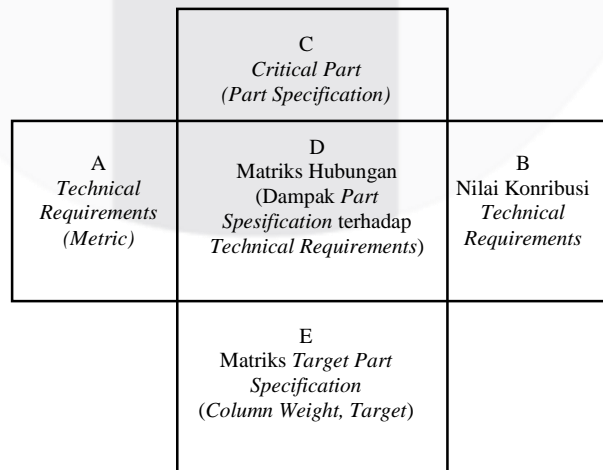 C
Critical Part
(Part Specification)
A
Technical
Requirements
(Metric)
D
Matriks Hubungan
(Dampak Part
Spesification terhadap
Technical Requirements)
B
Nilai Konribusi
Technical
Requirements
E
Matriks Target Part
Specification
(Column Weight, Target)